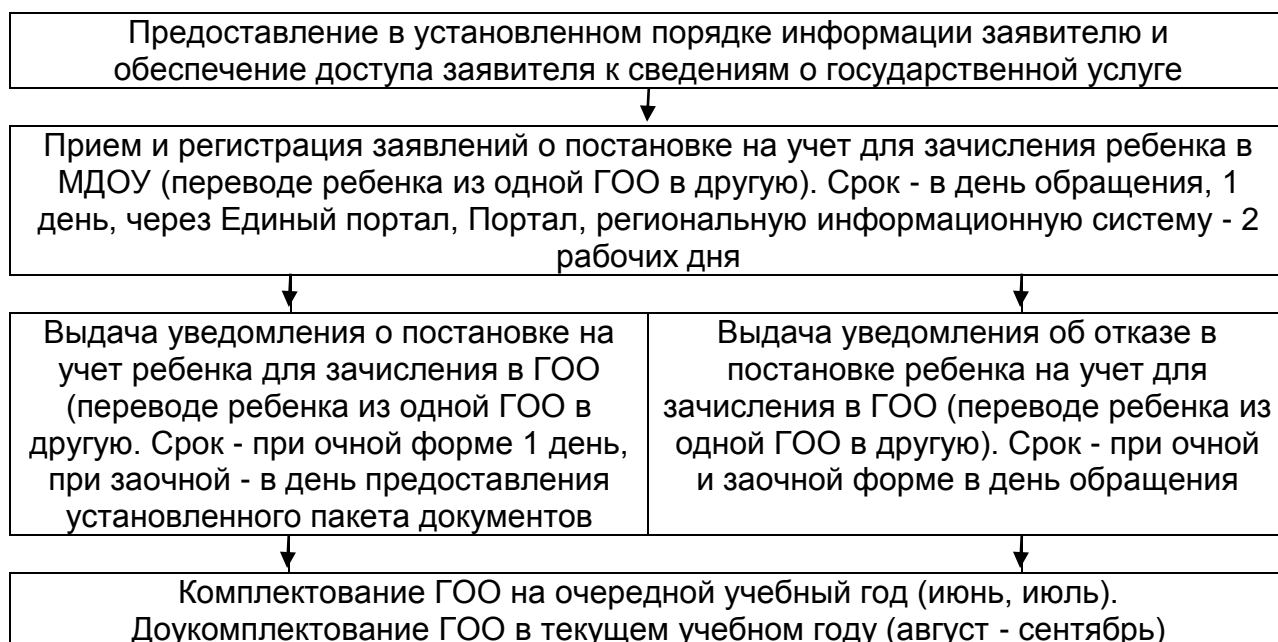 Предоставление в установленном порядке информации заявителю и
обеспечение доступа заявителя к сведениям о государственной услуге
Прием и регистрация заявлений о постановке на учет для зачисления ребенка в
МДОУ (переводе ребенка из одной ГОО в другую). Срок - в день обращения, 1
день, через Единый портал, Портал, региональную информационную систему - 2
рабочих дня
Выдача уведомления о постановке на
учет ребенка для зачисления в ГОО
(переводе ребенка из одной ГОО в
другую. Срок - при очной форме 1 день,
при заочной - в день предоставления
установленного пакета документов
Выдача уведомления об отказе в
постановке ребенка на учет для
зачисления в ГОО (переводе ребенка из
одной ГОО в другую). Срок - при очной
и заочной форме в день обращения
Комплектование ГОО на очередной учебный год (июнь, июль).
Доукомплектование ГОО в текущем учебном году (август - сентябрь)